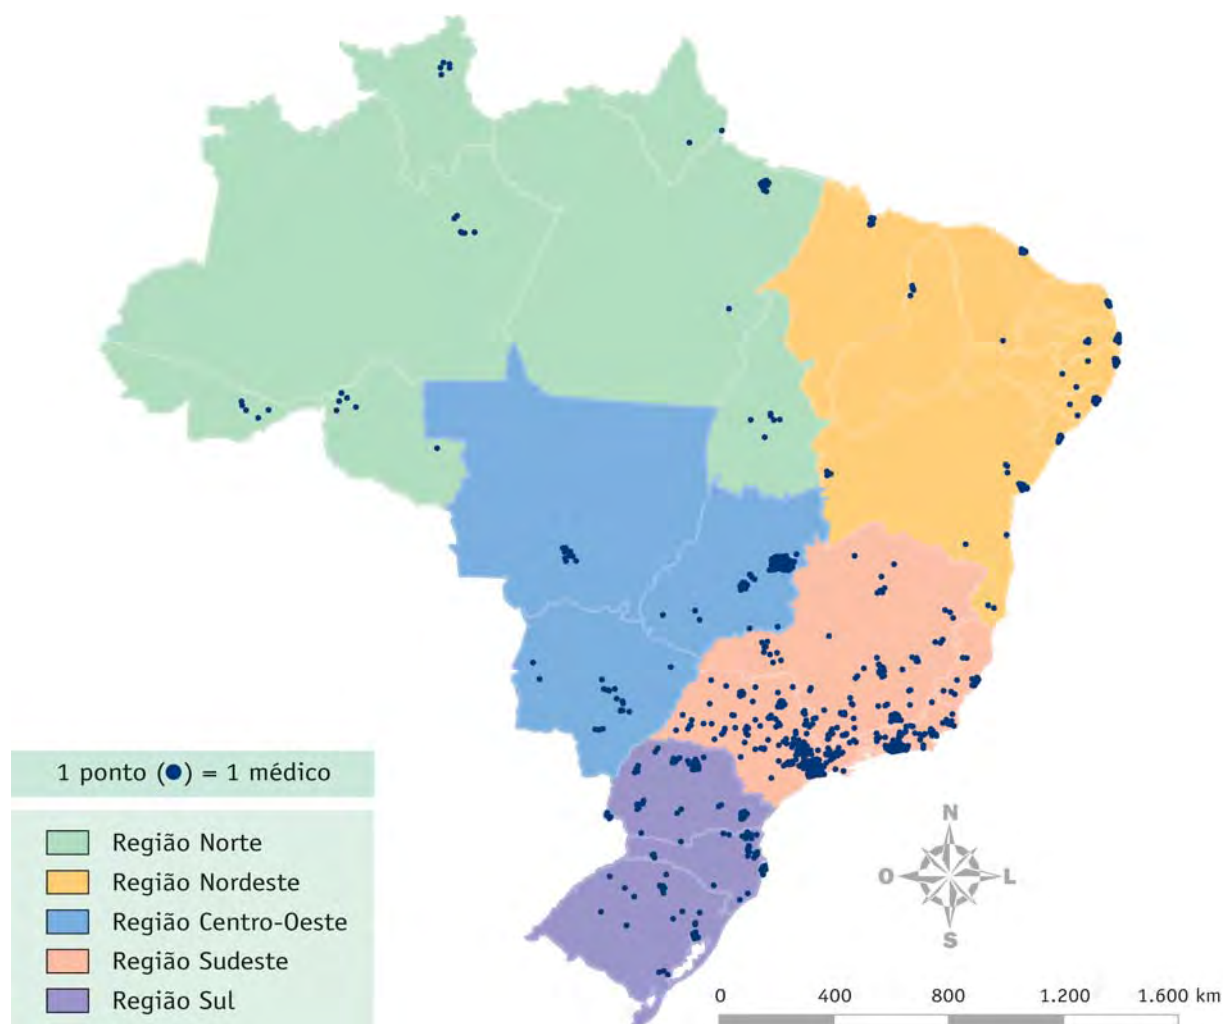 1 ponto (●) = 1 médico
Região Norte
Região Nordeste
Região Centro-Oeste
Região Sudeste
Região Sul
N
O L
S
0 400 800 1.200 1.600 km